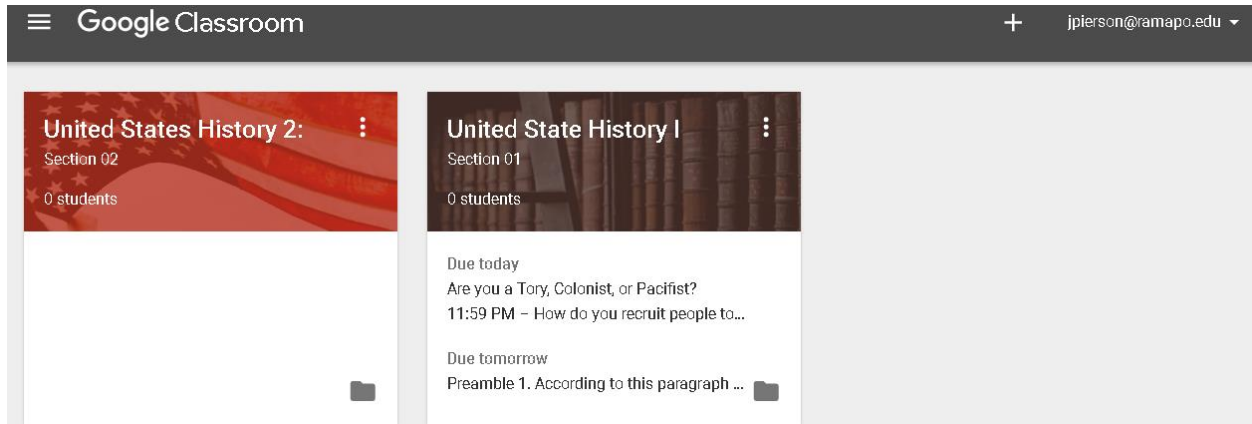 Google Classroom
+ jpierson@ramapo.edu
United States History 2:
Section 02
0 students
United State History I
Section 01
0 students
Due today
Are you a Tory, Colonist, or Pacifist?
11:59 PM – How do you recruit people to...
Due tomorrow
Preamble 1. According to this paragraph ...